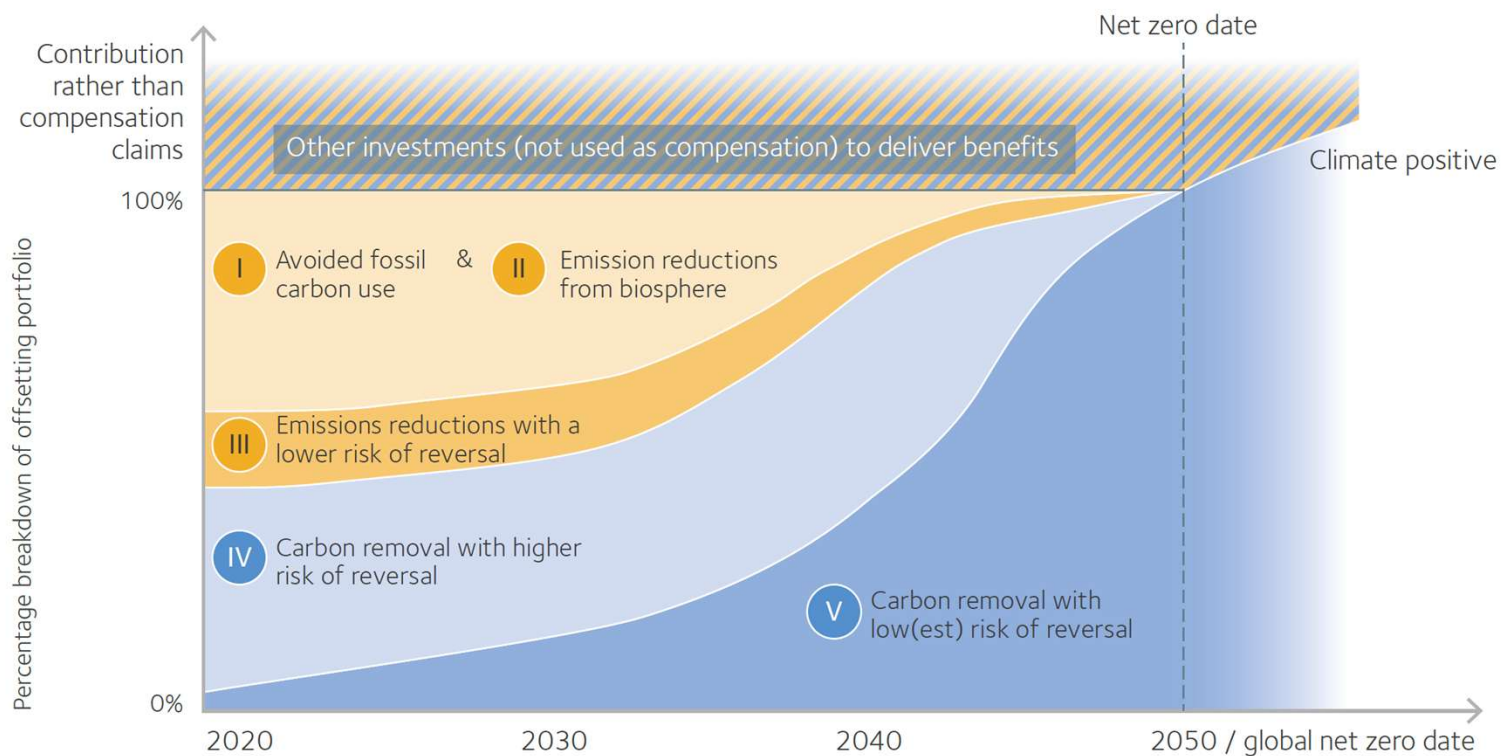 Net zero date
Contribution
rather than
compensation
claims
Other investments (not used as compensation) to deliver benefits
Climate positive
100%
Percentage breakdown of offsetting portfolio
I
Avoided fossil
carbon use
&
II
Emission reductions
from biosphere
III
Emissions reductions with a
lower risk of reversal
IV
Carbon removal with higher
risk of reversal
V
Carbon removal with
low(est) risk of reversal
0%
2020
2030
2040
2050 / global net zero date